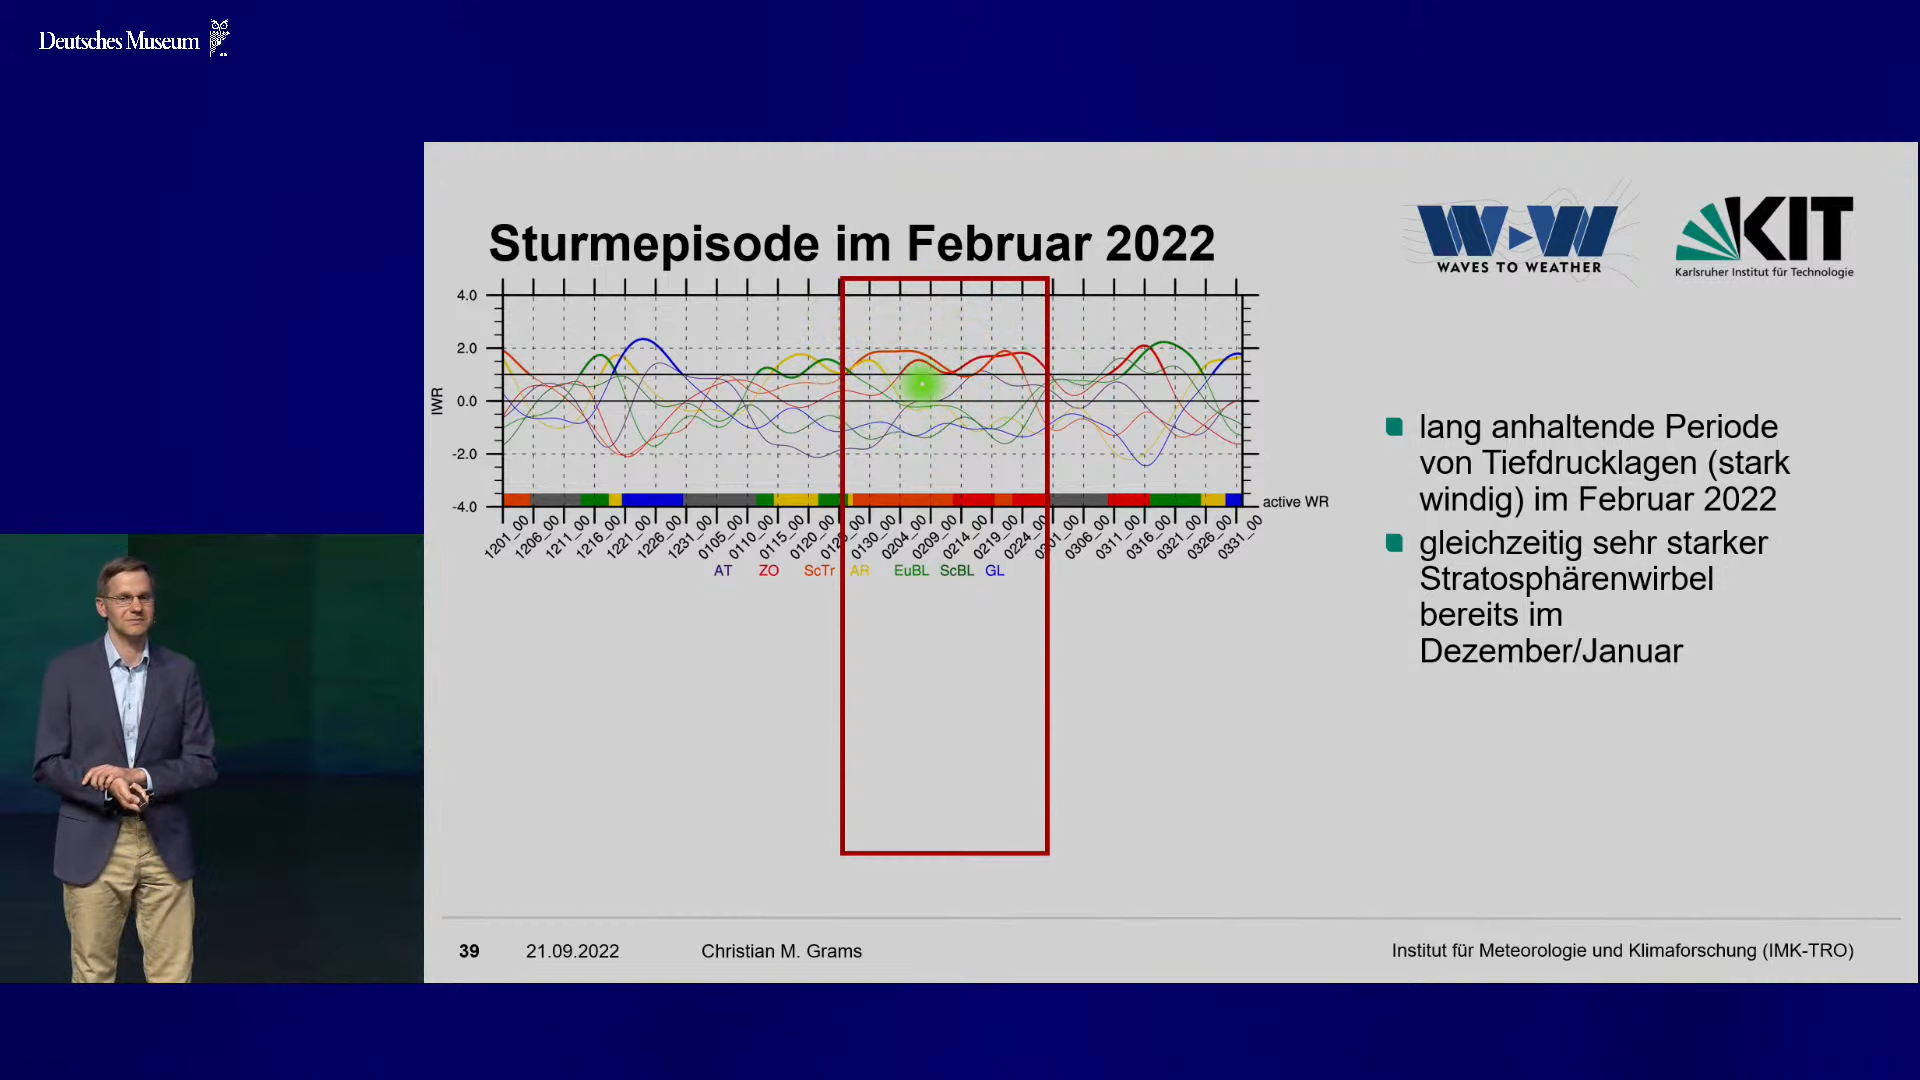 Deutsches Museum
Sturmepisode im Februar 2022
WAVES TO WEATHER
KIT
Karlsruher Institut für Technologie
4.0
2.0
0.0
-2.0
-4.0
IWR
active WR
1201_00
1206_00
1211_00
1216_00
1221_00
1226_00
1231_00
0105_00
0110_00
0115_00
0120_00
0125_00
0130_00
0204_00
0209_00
0214_00
0219_00
0224_00
0301_00
0306_00
0311_00
0316_00
0321_00
0326_00
0331_00
AT ZO ScTr AR EuBL ScBL GL
lang anhaltende Periode
von Tiefdrucklagen (stark
windig) im Februar 2022
gleichzeitig sehr starker
Stratosphärenwirbel
bereits im
Dezember/Januar
39 21.09.2022 Christian M. Grams Institut für Meteorologie und Klimaforschung (IMK-TRO)